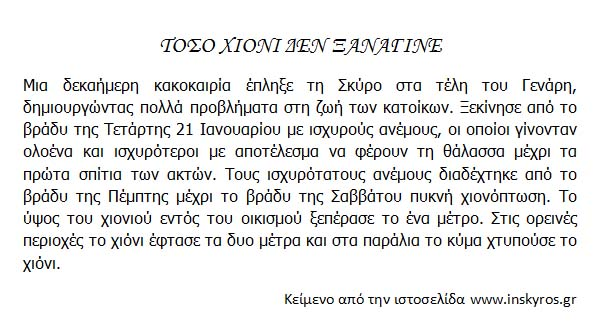 ΤΟΣΟ ΧΙΟΝΙ ΔΕΝ ΞΑΝΑΓΙΝΕ
Μια δεκαήμερη κακοκαιρία έπληξε τη Σκύρο στα τέλη του Γενάρη,
δημιουργώντας πολλά προβλήματα στη ζωή των κατοίκων. Ξεκίνησε από το
βράδυ της Τετάρτης 21 Ιανουαρίου με ισχυρούς ανέμους, οι οποίοι γίνονταν
ολοένα και ισχυρότεροι με αποτέλεσμα να φέρουν τη θάλασσα μέχρι τα
πρώτα σπίτια των ακτών. Τους ισχυρότατους ανέμους διαδέχτηκε από το
βράδυ της Πέμπτης μέχρι το βράδυ της Σαββάτου πυκνή χιονόπτωση. Το
ύψος του χιονιού εντός του οικισμού ξεπέρασε το ένα μέτρο. Στις ορεινές
περιοχές το χιόνι έφτασε τα δυο μέτρα και στα παράλια το κύμα χτυπούσε το
χιόνι.
Κείμενο από την ιστοσελίδα www.inskyros.gr